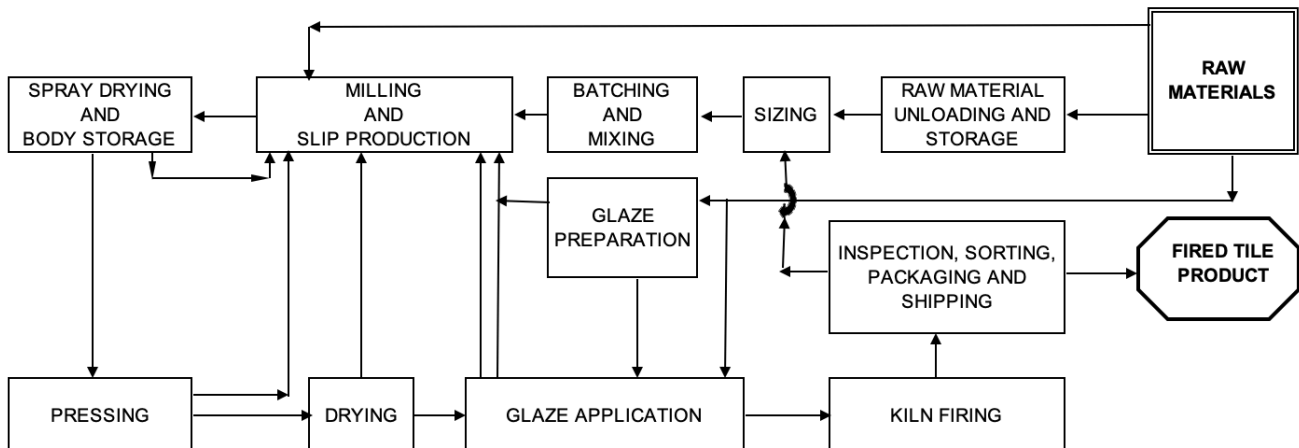 RAW
MATERIALS
SPRAY DRYING
AND
BODY STORAGE
MILLING
AND
SLIP PRODUCTION
BATCHING
AND
MIXING
SIZING
RAW MATERIAL
UNLOADING AND
STORAGE
GLAZE
PREPARATION
INSPECTION, SORTING,
PACKAGING AND
SHIPPING
FIRED TILE
PRODUCT
PRESSING
DRYING
GLAZE APPLICATION
KILN FIRING